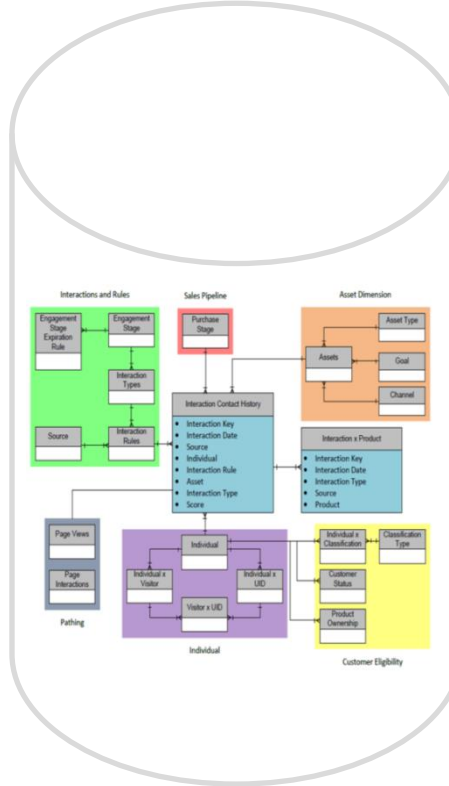 Interactions and Rules
Sales Pipeline
Asset Dimension
Engagement
Stage
Expiration
Rule
Engagement
Stage
Interaction
Types
Source
Interaction
Rules
Purchase
Stage
Assets
Asset Type
Goal
Channel
Interaction Contact History
• Interaction Key
• Interaction Date
• Source
• Individual
• Interaction Rule
• Asset
• Interaction Type
• Score
Interaction x Product
• Interaction Key
• Interaction Date
• Interaction Type
• Source
• Product
Page Views
Page
Interactions
Pathing
Individual
Individual x
Visitor
Individual x
UID
Visitor x UID
Individual
Individual x
Classification
Classification
Type
Customer
Status
Product
Ownership
Customer Eligibility